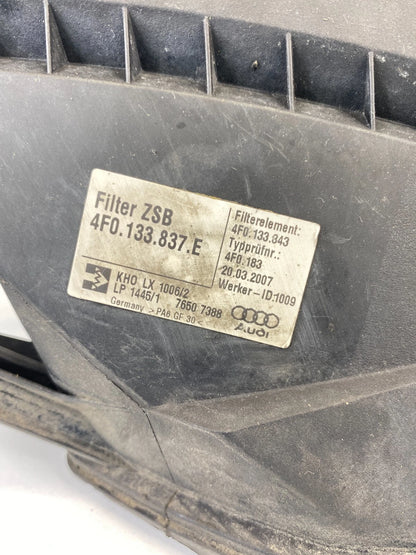 Filter ZSB
4F0.133.837.E
Filterelement:
4F0.133.843
Typprüfnr.:
4F0.183
20.03.2007
Werker-ID:1009
KHO LX 1006/2
LP 1445/1 7650 7388
Germany >PA6 GF 30<
Audi